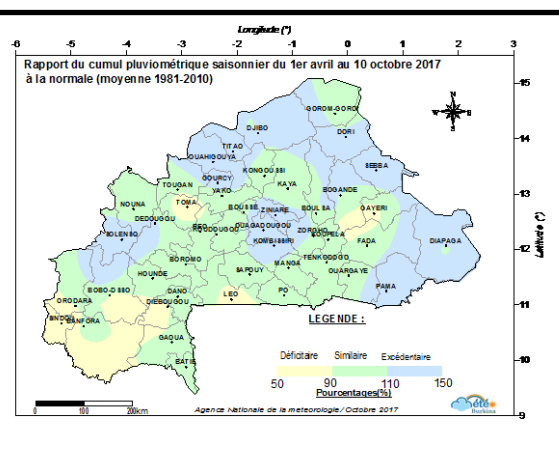 Longitude (°)
-6 -5 -4 -3 -2 -1 0 1 2 3
Rapport du cumul pluviométrique saisonnier du 1er avril au 10 octobre 2017
à la normale (moyenne 1981-2010)
N
-15
GOROM-GOROM
DJIBO
DORI
-14
TITAO
OUAHIGOUYA
SEBBA
KONGOUSSI
GOURCY
TOUGAN
KAYA
YAKO
BOGANDE
-13
NOUNA
TOMA
BOUSSE
ZINIARE
BOULSA
GAYERI
DEDOUGOU
OUAGADOUGOU
ZORGHO
SOLENSO
KOMBISSIRI
KOUPELA
FADA
DIAPAGA
12
Latitude (°)
BOROMO
MANGA
TENKODOGO
HOUNDE
SAPOUY
OUARGAYE
BOBO-DSSO
DANO
LEO
PO
PAMA
ORODARA
DIEBOUGOU
11
BANFORA
LEGENDE :
GAOUA
Déficitaire Similaire Excédentaire
-10
BATIE
50 90 110 150
Pourcentages(%)
0 100 200km
Agence Nationale de la meteorologie/ Octobre 2017
météo
Burkina
-9